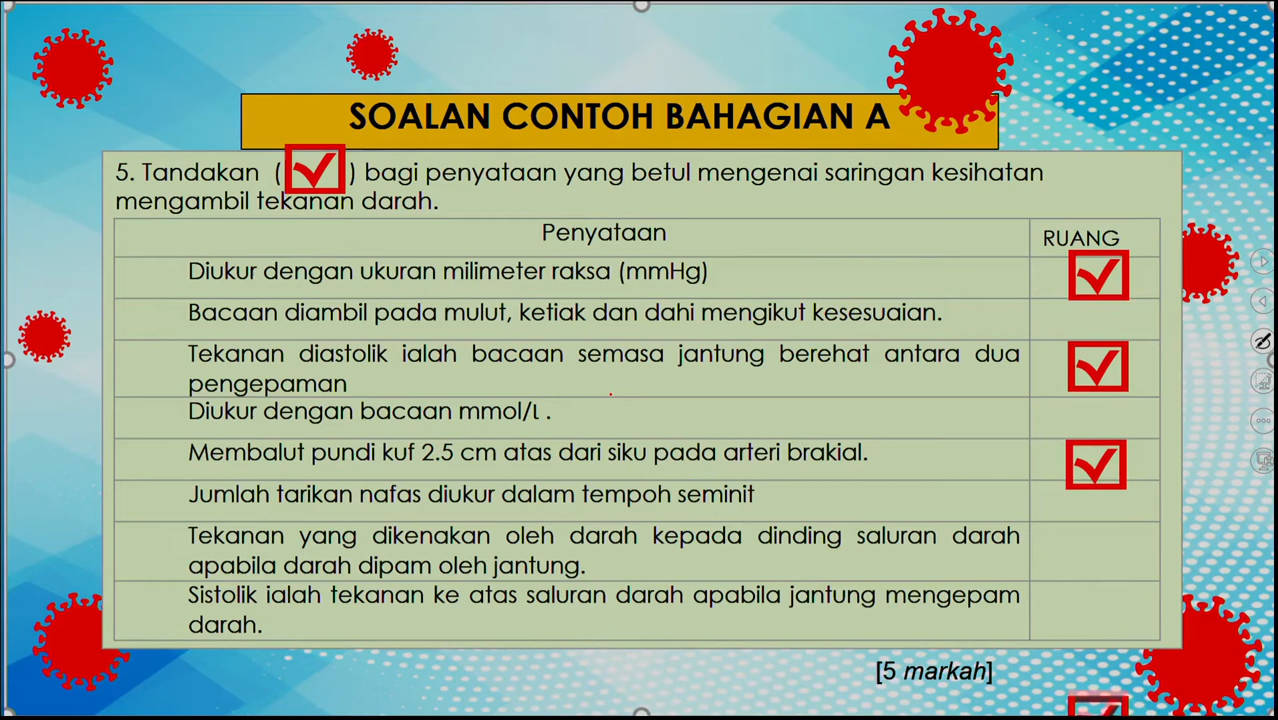 SOALAN CONTOH BAHAGIAN A
5. Tandakan ( ) bagi penyataan yang betul mengenai saringan kesihatan
mengambil tekanan darah.
Penyataan
RUANG
Diukur dengan ukuran milimeter raksa (mmHg)
Bacaan diambil pada mulut, ketiak dan dahi mengikut kesesuaian.
Tekanan diastolik ialah bacaan semasa jantung berehat antara dua
pengepaman
Diukur dengan bacaan mmol/L .
Membalut pundi kuf 2.5 cm atas dari siku pada arteri brakial.
Jumlah tarikan nafas diukur dalam tempoh seminit
Tekanan yang dikenakan oleh darah kepada dinding saluran darah
apabila darah dipam oleh jantung.
Sistolik ialah tekanan ke atas saluran darah apabila jantung mengepam
darah.
[5 markah]